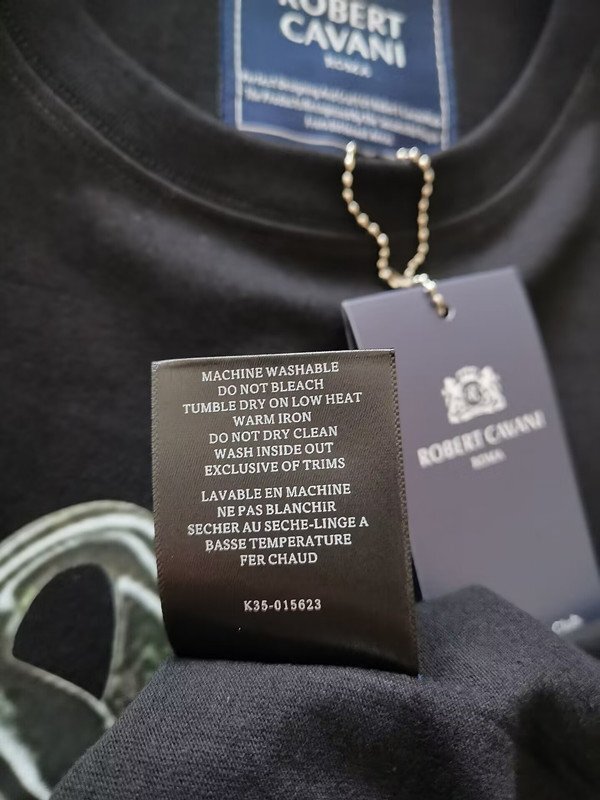 ROBERT
CAVANI
ROMA
MACHINE WASHABLE
DO NOT BLEACH
TUMBLE DRY ON LOW HEAT
WARM IRON
DO NOT DRY CLEAN
WASH INSIDE OUT
EXCLUSIVE OF TRIMS
LAVABLE EN MACHINE
NE PAS BLANCHIR
SECHER AU SECHE-LINGE A
BASSE TEMPERATURE
FER CHAUD
K35-015623
ROBERT CAVANI
ROMA
Club